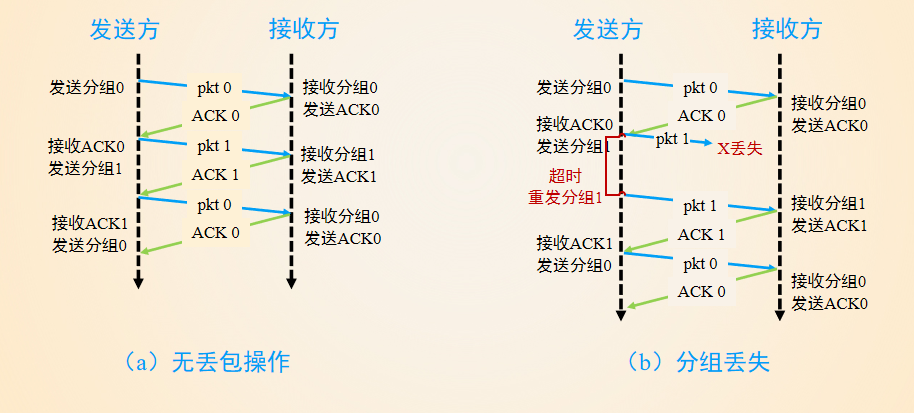 发送方
接收方
发送分组0
pkt 0
接收分组0
发送ACK0
ACK 0
接收ACK0
发送分组1
pkt 1
接收分组1
发送ACK1
ACK 1
接收ACK1
发送分组0
pkt 0
接收分组0
发送ACK0
ACK 0
(a)无丢包操作
发送方
接收方
发送分组0
pkt 0
接收分组0
发送ACK0
ACK 0
接收ACK0
发送分组1
pkt 1
X丢失
超时
重发分组1
pkt 1
接收分组1
发送ACK1
ACK 1
接收ACK1
发送分组0
pkt 0
接收分组0
发送ACK0
ACK 0
(b)分组丢失